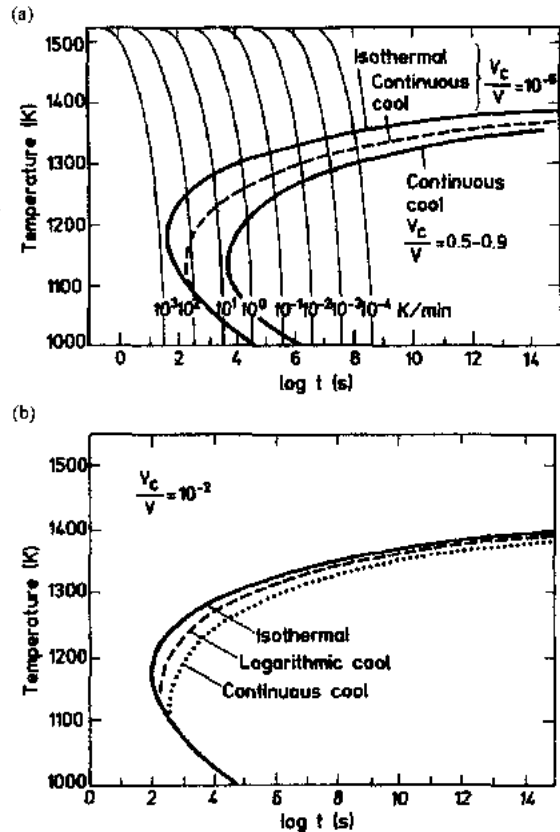 (a)
1500
1400
1300
1200
1100
1000
Temperature (K)
Isothermal
Continuous
cool
V_c/V = 10^-6
Continuous
cool
V_c/V = 0.5-0.9
10^3 10^2 10^1 10^0 10^-1 10^-2 10^-3 10^-4 K/min
0 2 4 6 8 10 12 14
log t (s)
(b)
1500
1400
1300
1200
1100
1000
Temperature (K)
V_c/V = 10^-2
Isothermal
Logarithmic cool
Continuous cool
0 2 4 6 8 10 12 14
log t (s)